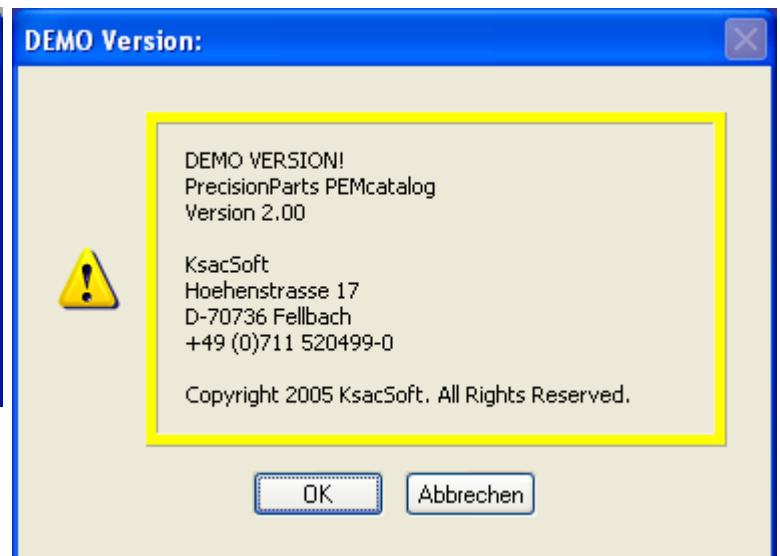 DEMO Version:
DEMO VERSION!
PrecisionParts PEMcatalog
Version 2.00
KsacSoft
Hoehenstrasse 17
D-70736 Fellbach
+49 (0)711 520499-0
Copyright 2005 KsacSoft. All Rights Reserved.
OK
Abbrechen